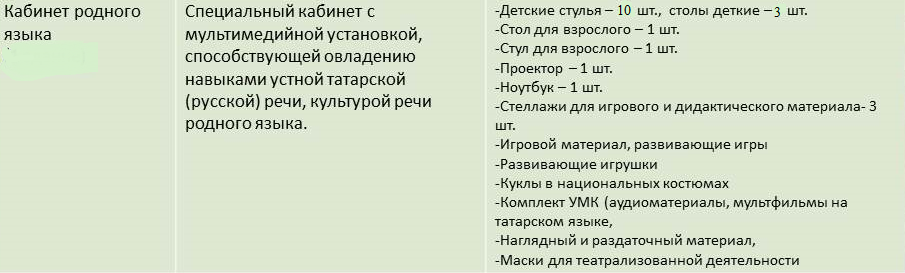 Кабинет родного
языка
Специальный кабинет с
мультимедийной установкой,
способствующей овладению
навыками устной татарской
(русской) речи, культурой речи
родного языка.
-Детские стулья – 10 шт., столы деткие – 3 шт.
-Стол для взрослого – 1 шт.
-Стул для взрослого – 1 шт.
-Проектор – 1 шт.
-Ноутбук – 1 шт.
-Стеллажи для игрового и дидактического материала- 3
шт.
-Игровой материал, развивающие игры
-Развивающие игрушки
-Куклы в национальных костюмах
-Комплект УМК (аудиоматериалы, мультфильмы на
татарском языке,
-Наглядный и раздаточный материал,
-Маски для театрализованной деятельности